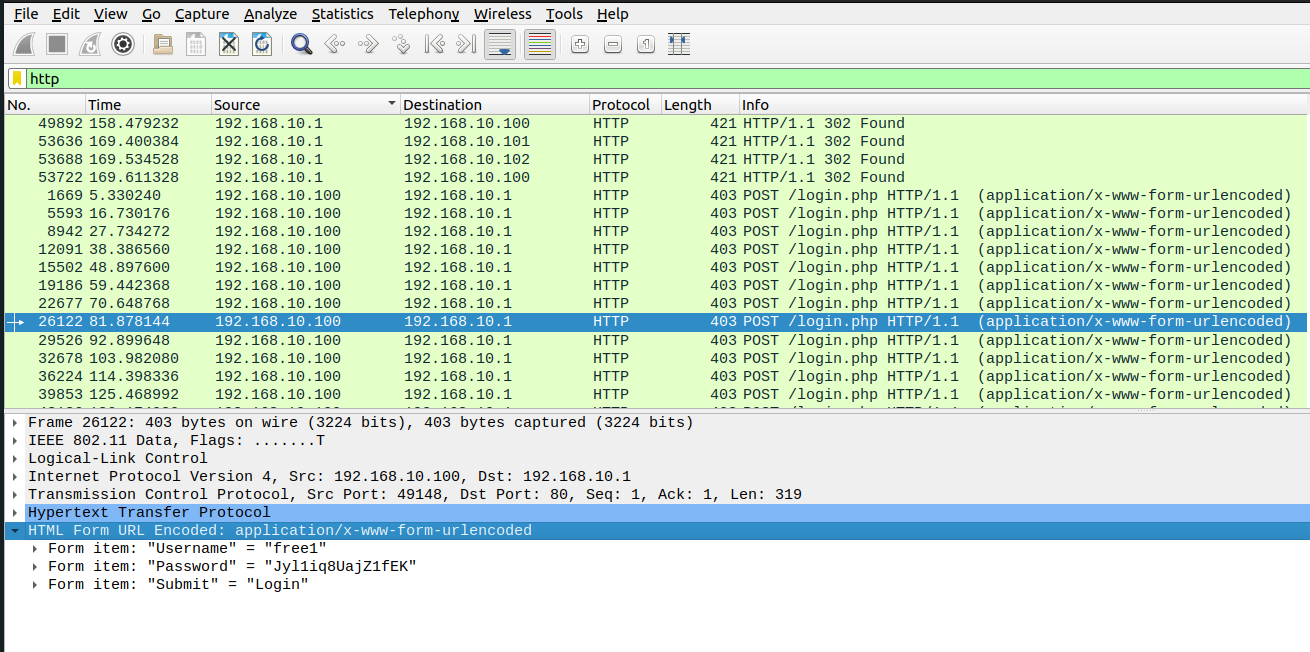 File Edit View Go Capture Analyze Statistics Telephony Wireless Tools Help
http
No. Time Source Destination Protocol Length Info
49892 158.479232 192.168.10.1 192.168.10.100 HTTP 421 HTTP/1.1 302 Found
53636 169.400384 192.168.10.1 192.168.10.101 HTTP 421 HTTP/1.1 302 Found
53688 169.534528 192.168.10.1 192.168.10.102 HTTP 421 HTTP/1.1 302 Found
53722 169.611328 192.168.10.1 192.168.10.100 HTTP 421 HTTP/1.1 302 Found
1669 5.330240 192.168.10.100 192.168.10.1 HTTP 403 POST /login.php HTTP/1.1 (application/x-www-form-urlencoded)
5593 16.730176 192.168.10.100 192.168.10.1 HTTP 403 POST /login.php HTTP/1.1 (application/x-www-form-urlencoded)
8942 27.734272 192.168.10.100 192.168.10.1 HTTP 403 POST /login.php HTTP/1.1 (application/x-www-form-urlencoded)
12091 38.386560 192.168.10.100 192.168.10.1 HTTP 403 POST /login.php HTTP/1.1 (application/x-www-form-urlencoded)
15502 48.897600 192.168.10.100 192.168.10.1 HTTP 403 POST /login.php HTTP/1.1 (application/x-www-form-urlencoded)
19186 59.442368 192.168.10.100 192.168.10.1 HTTP 403 POST /login.php HTTP/1.1 (application/x-www-form-urlencoded)
22677 70.648768 192.168.10.100 192.168.10.1 HTTP 403 POST /login.php HTTP/1.1 (application/x-www-form-urlencoded)
26122 81.878144 192.168.10.100 192.168.10.1 HTTP 403 POST /login.php HTTP/1.1 (application/x-www-form-urlencoded)
29526 92.899648 192.168.10.100 192.168.10.1 HTTP 403 POST /login.php HTTP/1.1 (application/x-www-form-urlencoded)
32678 103.982080 192.168.10.100 192.168.10.1 HTTP 403 POST /login.php HTTP/1.1 (application/x-www-form-urlencoded)
36224 114.398336 192.168.10.100 192.168.10.1 HTTP 403 POST /login.php HTTP/1.1 (application/x-www-form-urlencoded)
39853 125.468992 192.168.10.100 192.168.10.1 HTTP 403 POST /login.php HTTP/1.1 (application/x-www-form-urlencoded)
Frame 26122: 403 bytes on wire (3224 bits), 403 bytes captured (3224 bits)
IEEE 802.11 Data, Flags: .......T
Logical-Link Control
Internet Protocol Version 4, Src: 192.168.10.100, Dst: 192.168.10.1
Transmission Control Protocol, Src Port: 49148, Dst Port: 80, Seq: 1, Ack: 1, Len: 319
Hypertext Transfer Protocol
HTML Form URL Encoded: application/x-www-form-urlencoded
Form item: "Username" = "free1"
Form item: "Password" = "Jyl1iq8UajZ1fEK"
Form item: "Submit" = "Login"